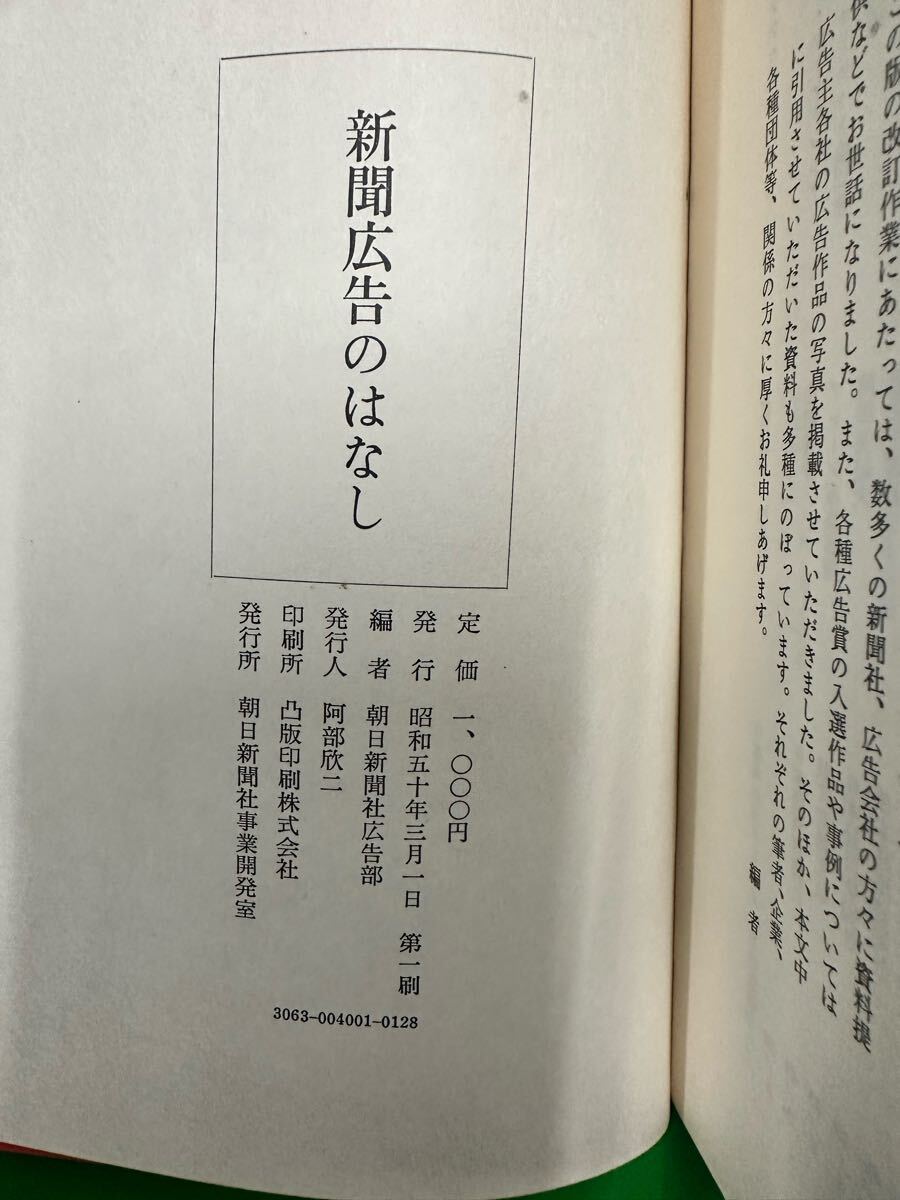 この版の改訂作業にあたっては、数多くの新聞社、広告会社の方々に資料提
供などでお世話になりました。また、各種広告賞の入選作品や事例については
広告主各社の広告作品の写真を掲載させていただきました。そのほか、本文中
に引用させていただいた資料も多種にのぼっています。それぞれの筆者、企業、
各種団体等、関係の方々に厚くお礼申しあげます。
編者
新聞広告のはなし
定価 一、〇〇〇円
発行 昭和五十年三月一日 第一刷
編者 朝日新聞社広告部
発行人 阿部欣二
印刷所 凸版印刷株式会社
発行所 朝日新聞社事業開発室
3063-004001-0128